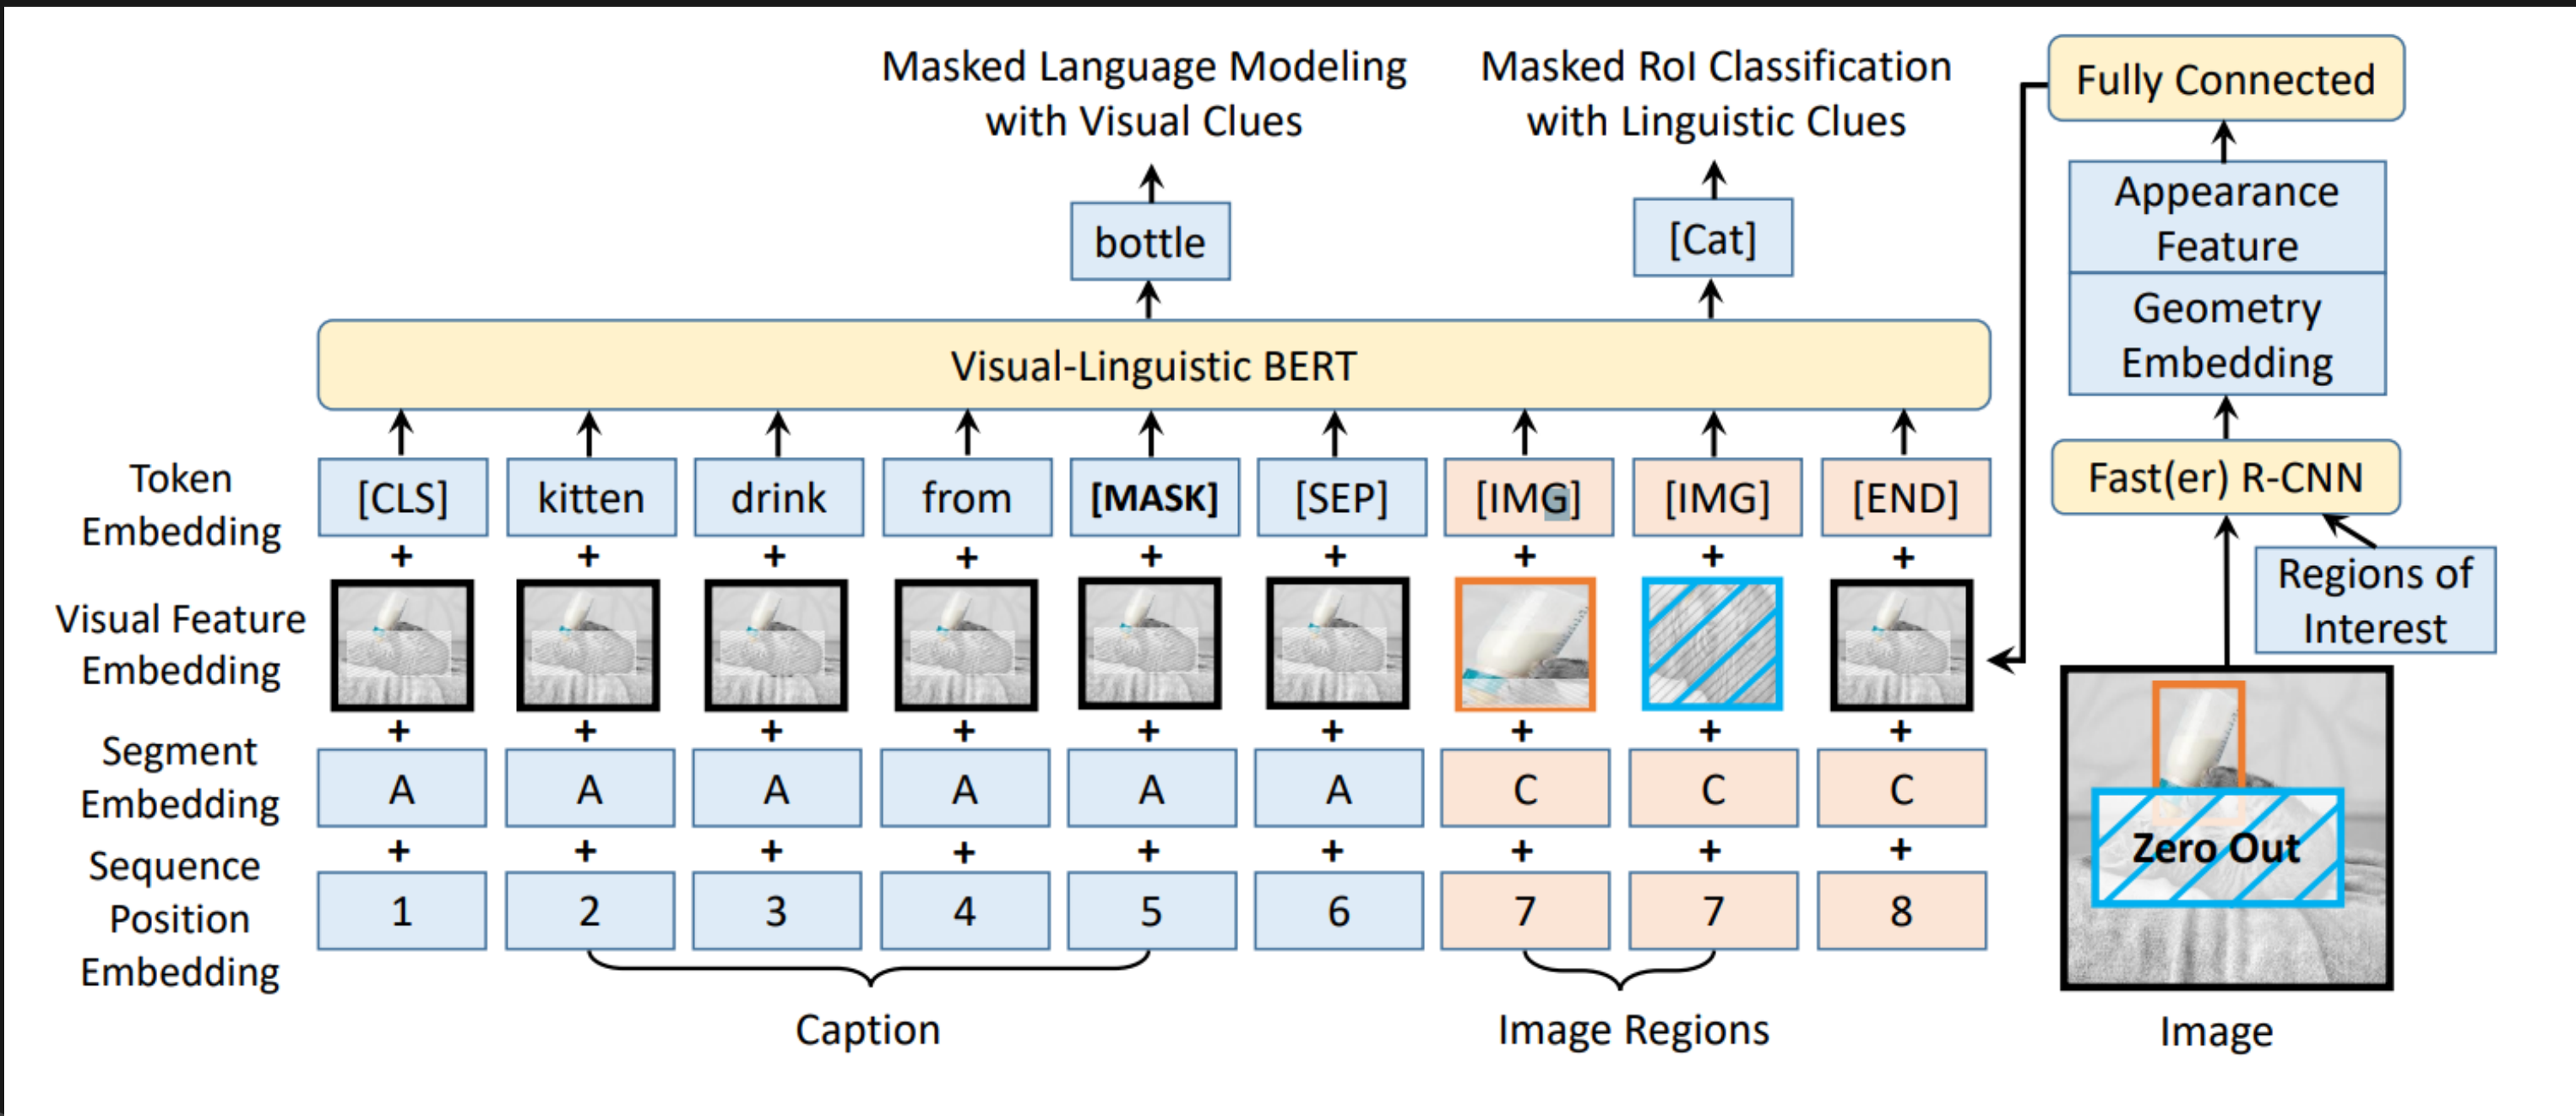 Masked Language Modeling
with Visual Clues
Masked RoI Classification
with Linguistic Clues
Fully Connected
Appearance
Feature
Geometry
Embedding
Fast(er) R-CNN
Regions of
Interest
bottle
[Cat]
Visual-Linguistic BERT
Token
Embedding
[CLS] kitten drink from [MASK] [SEP] [IMG] [IMG] [END]
+ + + + + + + + +
Visual Feature
Embedding
+ + + + + + + + +
Segment
Embedding
A A A A A A C C C
+ + + + + + + + +
Sequence
Position
Embedding
1 2 3 4 5 6 7 7 8
Caption
Image Regions
Zero Out
Image